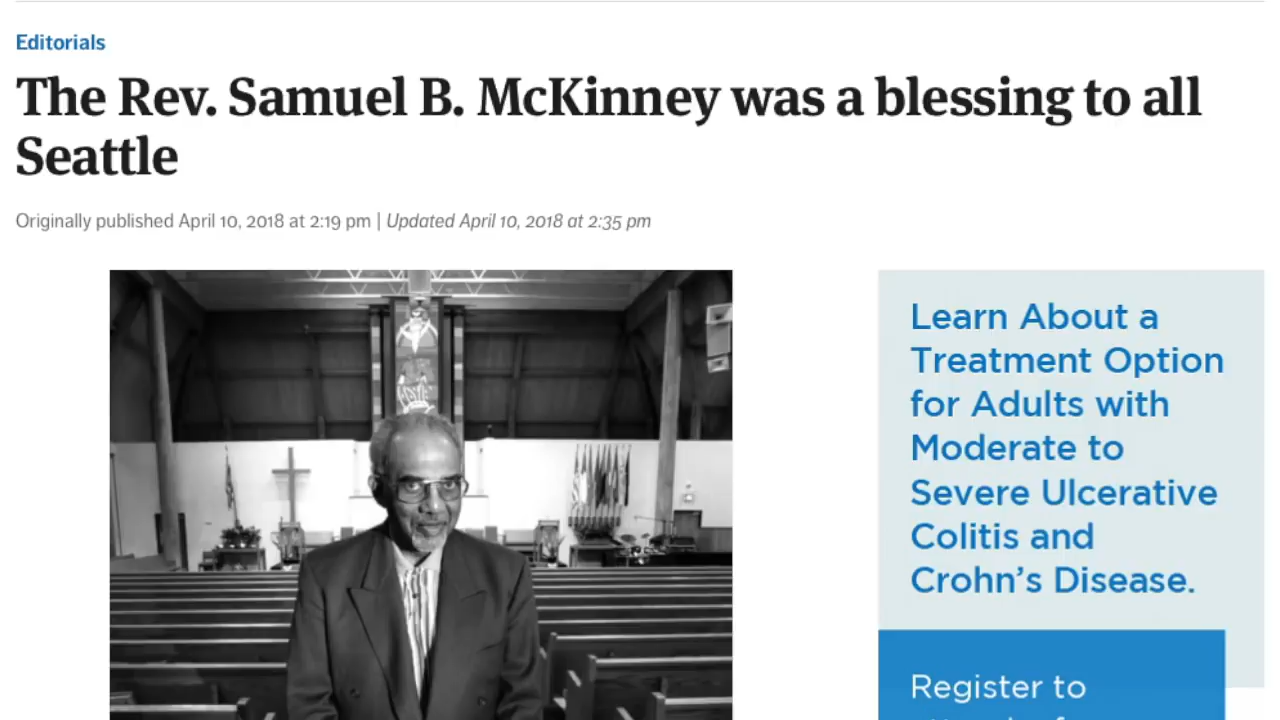 Editorials
The Rev. Samuel B. McKinney was a blessing to all
Seattle
Originally published April 10, 2018 at 2:19 pm | Updated April 10, 2018 at 2:35 pm
Learn About a
Treatment Option
for Adults with
Moderate to
Severe Ulcerative
Colitis and
Crohn’s Disease.
Register to